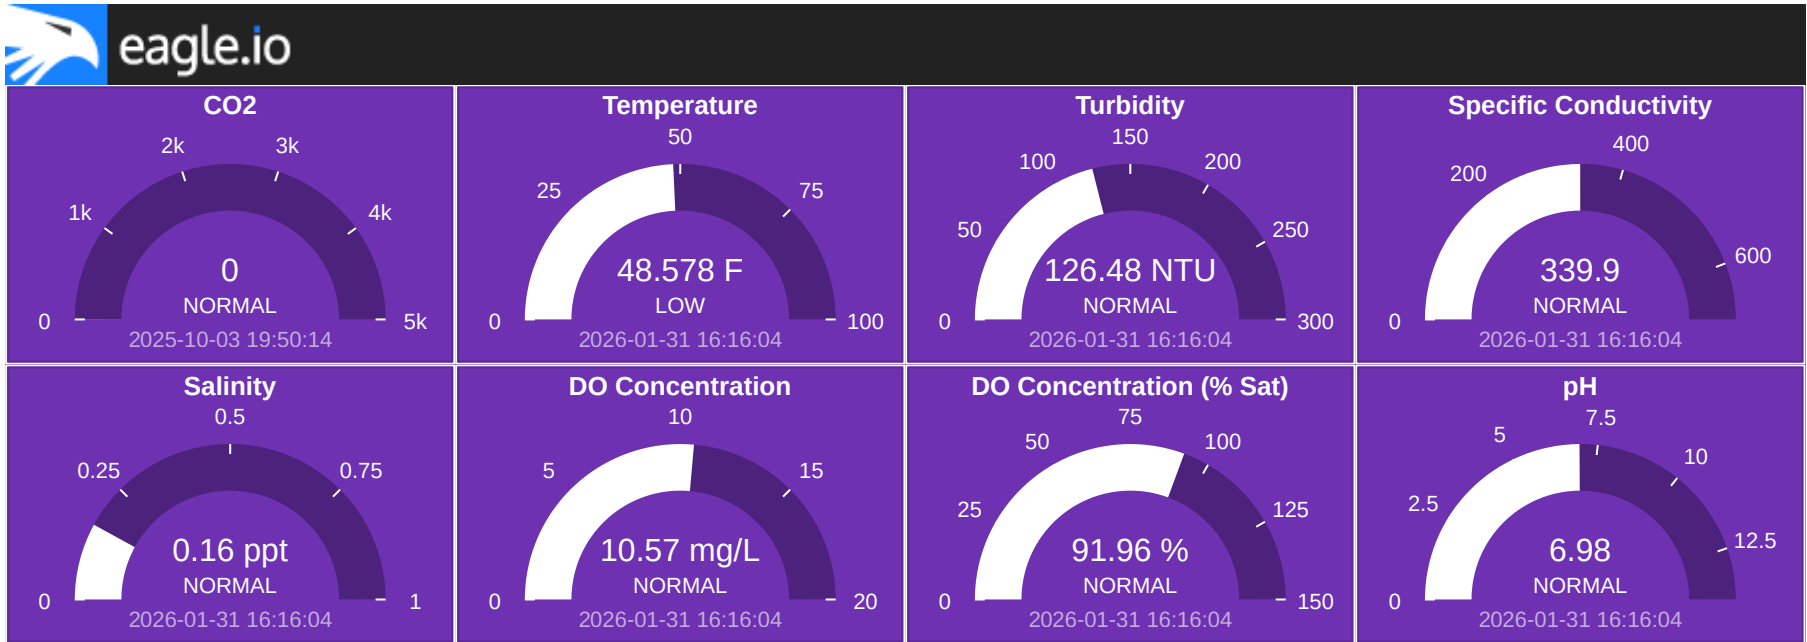 eagle.io
CO2
0
1k
2k
3k
4k
5k
0
NORMAL
2025-10-03 19:50:14
Temperature
0
25
50
75
100
48.578 F
LOW
2026-01-31 16:16:04
Turbidity
0
50
100
150
200
250
300
126.48 NTU
NORMAL
2026-01-31 16:16:04
Specific Conductivity
0
200
400
600
339.9
NORMAL
2026-01-31 16:16:04
Salinity
0
0.25
0.5
0.75
1
0.16 ppt
NORMAL
2026-01-31 16:16:04
DO Concentration
0
5
10
15
20
10.57 mg/L
NORMAL
2026-01-31 16:16:04
DO Concentration (% Sat)
0
25
50
75
100
125
150
91.96 %
NORMAL
2026-01-31 16:16:04
pH
0
2.5
5
7.5
10
12.5
6.98
NORMAL
2026-01-31 16:16:04